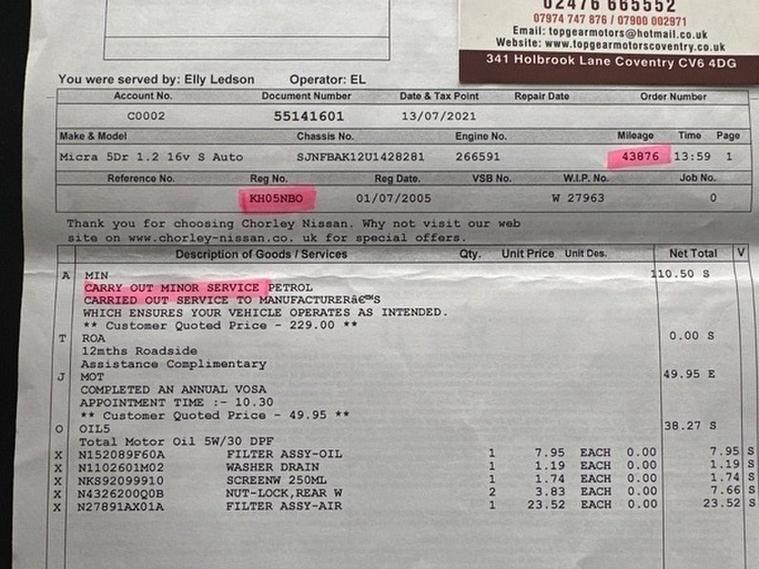 02476 665552
07974 747 876 / 07900 002971
Email: topgearmotors@hotmail.co.uk
Website: www.topgearmotorscoventry.co.uk
341 Holbrook Lane Coventry CV6 4DG
You were served by: Elly Ledson Operator: EL
Account No. Document Number Date & Tax Point Repair Date Order Number
C0002 55141601 13/07/2021
Make & Model Chassis No. Engine No. Mileage Time Page
Micra 5Dr 1.2 16v S Auto SJNFBAK12U1428281 266591 43876 13:59 1
Reference No. Reg No. Reg Date. VSB No. W.I.P. No. Job No.
KH05NBO 01/07/2005 W 27963 0
Thank you for choosing Chorley Nissan. Why not visit our web
site on www.chorley-nissan.co. uk for special offers.
Description of Goods / Services Qty. Unit Price Unit Des. Net Total V
A MIN 110.50 S
CARRY OUT MINOR SERVICE PETROL
CARRIED OUT SERVICE TO MANUFACTURERâ€™S
WHICH ENSURES YOUR VEHICLE OPERATES AS INTENDED.
** Customer Quoted Price - 229.00 **
T ROA 0.00 S
12mths Roadside
Assistance Complimentary
J MOT 49.95 E
COMPLETED AN ANNUAL VOSA
APPOINTMENT TIME :- 10.30
** Customer Quoted Price - 49.95 **
O OIL5 38.27 S
Total Motor Oil 5W/30 DPF
X N152089F60A FILTER ASSY-OIL 1 7.95 EACH 0.00 7.95 S
X N1102601M02 WASHER DRAIN 1 1.19 EACH 0.00 1.19 S
X NKS92099910 SCREENW 250ML 1 1.74 EACH 0.00 1.74 S
X N4326200Q0B NUT-LOCK,REAR W 2 3.83 EACH 0.00 7.66 S
X N27891AX01A FILTER ASSY-AIR 1 23.52 EACH 0.00 23.52 S